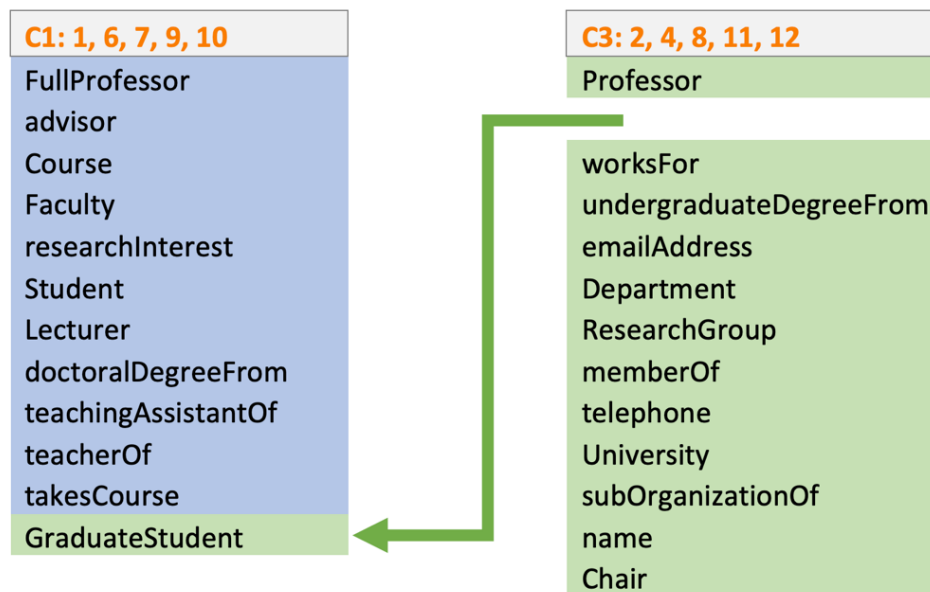 C1: 1, 6, 7, 9, 10
FullProfessor
advisor
Course
Faculty
researchInterest
Student
Lecturer
doctoralDegreeFrom
teachingAssistantOf
teacherOf
takesCourse
GraduateStudent
C3: 2, 4, 8, 11, 12
Professor
worksFor
undergraduateDegreeFrom
emailAddress
Department
ResearchGroup
memberOf
telephone
University
subOrganizationOf
name
Chair